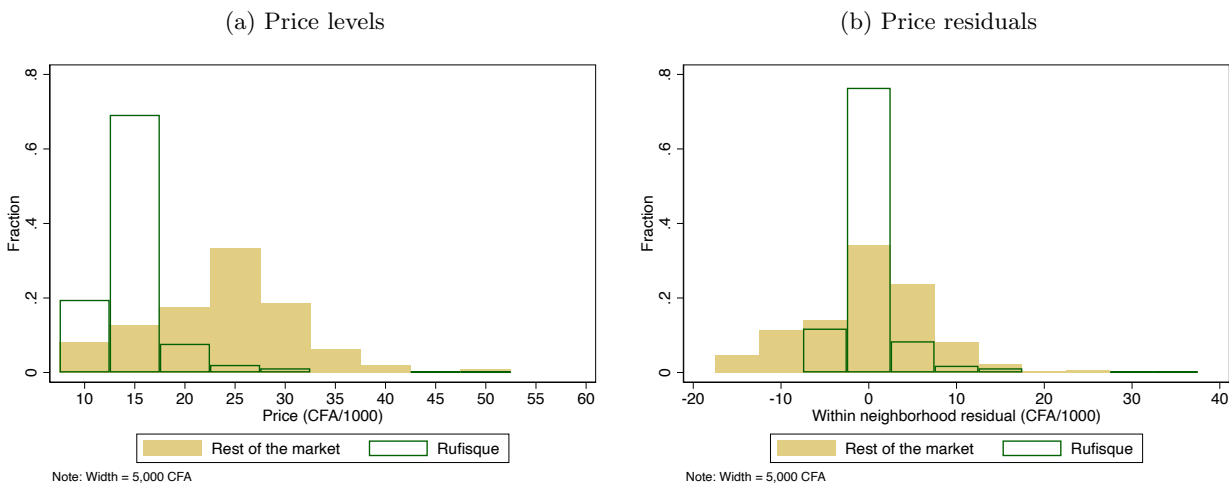 (a) Price levels
Fraction
.8
.6
.4
.2
0
10 15 20 25 30 35 40 45 50 55 60
Price (CFA/1000)
Rest of the market Rufisque
Note: Width = 5,000 CFA
(b) Price residuals
Fraction
.8
.6
.4
.2
0
-20 -10 0 10 20 30 40
Within neighborhood residual (CFA/1000)
Rest of the market Rufisque
Note: Width = 5,000 CFA